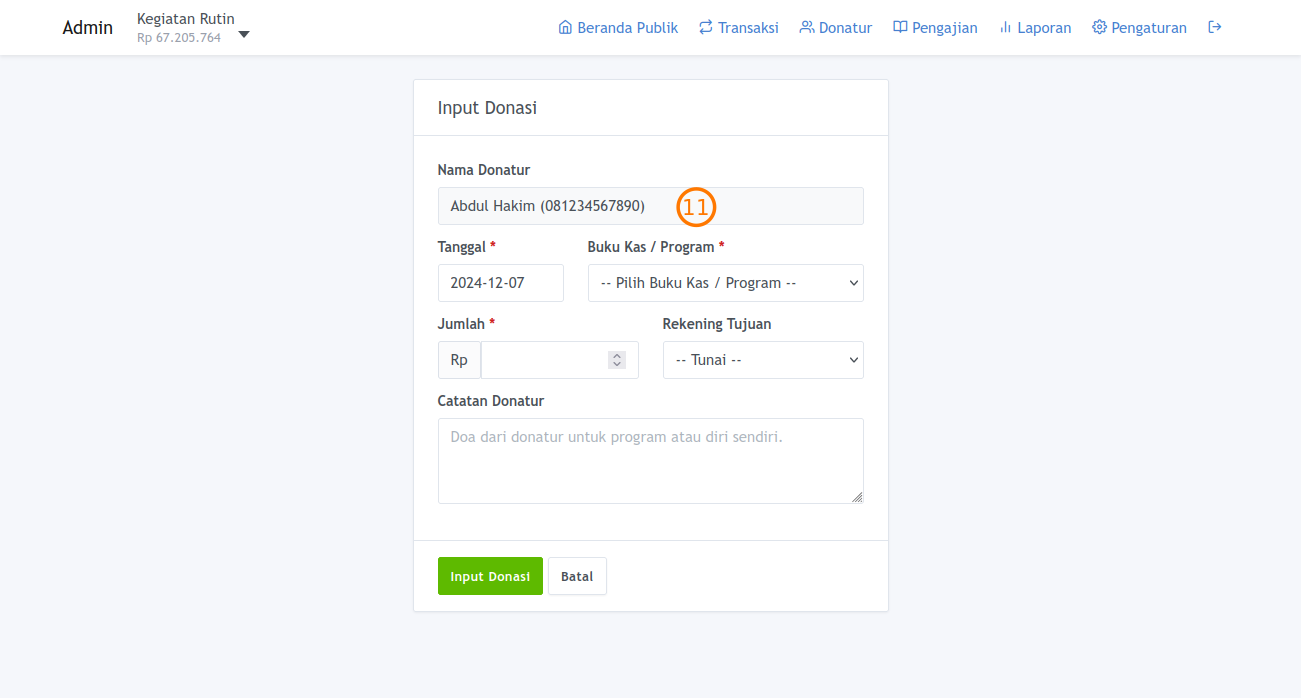 Admin
Kegiatan Rutin
Rp 67.205.764
Beranda Publik Transaksi Donatur Pengajian Laporan Pengaturan
Input Donasi
Nama Donatur
Abdul Hakim (081234567890) 11
Tanggal * Buku Kas / Program *
2024-12-07 -- Pilih Buku Kas / Program --
Jumlah * Rekening Tujuan
Rp -- Tunai --
Catatan Donatur
Doa dari donatur untuk program atau diri sendiri.
Input Donasi Batal